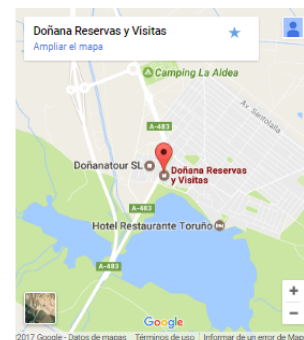 Doñana Reservas y Visitas
Ampliar el mapa
Camping La Aldea
Av. Santolalla
A-483
Doñanatour SL
Doñana Reservas
y Visitas
A-483
Hotel Restaurante Toruño
A-483
+
−
Google
2017 Google - Datos de mapas Términos de uso Informar de un error de Map